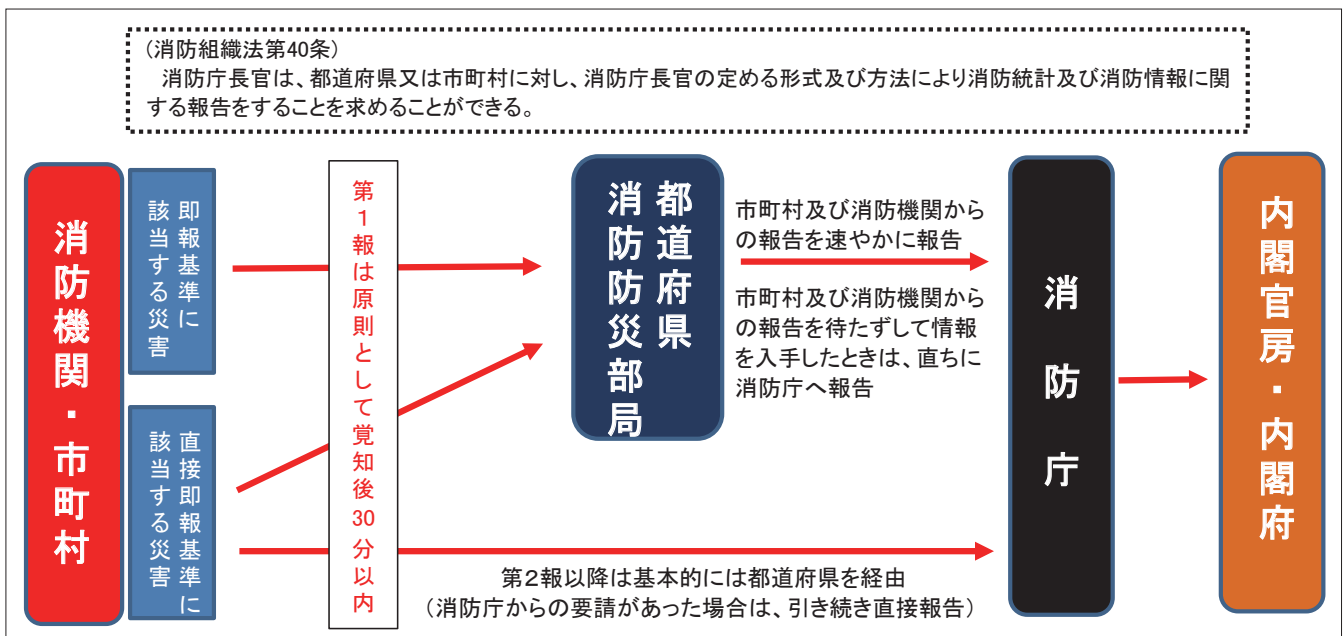 (消防組織法第40条)
消防庁長官は、都道府県又は市町村に対し、消防庁長官の定める形式及び方法により消防統計及び消防情報に関
する報告をすることを求めることができる。
消防機関・市町村
即報基準に
該当する災害
直接即報基準に
該当する災害
第1報は原則として覚知後30分以内
都道府県
消防防災部局
市町村及び消防機関から
の報告を速やかに報告
市町村及び消防機関から
の報告を待たずして情報
を入手したときは、直ちに
消防庁へ報告
第2報以降は基本的には都道府県を経由
(消防庁からの要請があった場合は、引き続き直接報告)
消防庁
内閣官房・内閣府